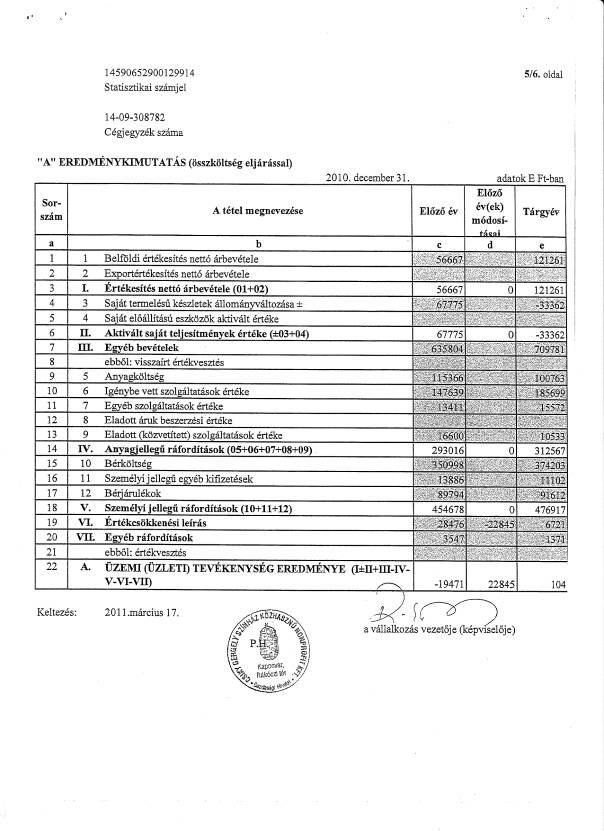 14590652900129914
5/6. oldal
Statisztikai számjel
14-09-308782
Cégjegyzék száma
"A" EREDMÉNYKIMUTATÁS (összköltség eljárással)
2010. december 31. adatok E Ft-ban
Sor-szám A tétel megnevezése Előző év Előző év(ek) módosí-tásai Tárgyév
a b c d e
1 1 Belföldi értékesítés nettó árbevétele 56667 121261
2 2 Exportértékesítés nettó árbevétele
3 I. Értékesítés nettó árbevétele (01+02) 56667 0 121261
4 3 Saját termelésű készletek állományváltozása ± 67775 -33362
5 4 Saját előállítású eszközök aktivált értéke
6 II. Aktivált saját teljesítmények értéke (±03+04) 67775 0 -33362
7 III. Egyéb bevételek 635804 709781
8 ebből: visszaírt értékvesztés
9 5 Anyagköltség 115366 100763
10 6 Igénybe vett szolgáltatások értéke 147639 185699
11 7 Egyéb szolgáltatások értéke 13411 15572
12 8 Eladott áruk beszerzési értéke
13 9 Eladott (közvetített) szolgáltatások értéke 16600 10533
14 IV. Anyagjellegű ráfordítások (05+06+07+08+09) 293016 0 312567
15 10 Bérköltség 350998 374203
16 11 Személyi jellegű egyéb kifizetések 13886 11102
17 12 Bérjárulékok 89794 91612
18 V. Személyi jellegű ráfordítások (10+11+12) 454678 0 476917
19 VI. Értékcsökkenési leírás 28476 -22845 6721
20 VII. Egyéb ráfordítások 3547 1371
21 ebből: értékvesztés
22 A. ÜZEMI (ÜZLETI) TEVÉKENYSÉG EREDMÉNYE (I±II+III-IV-
V-VI-VII) -19471 22845 104
Keltezés: 2011.március 17.
a vállalkozás vezetője (képviselője)
CSIKY GERGELY SZÍNHÁZ KÖZHASZNÚ NONPROFIT KFT.
P.H.
Kaposvár,
Rákóczi tér